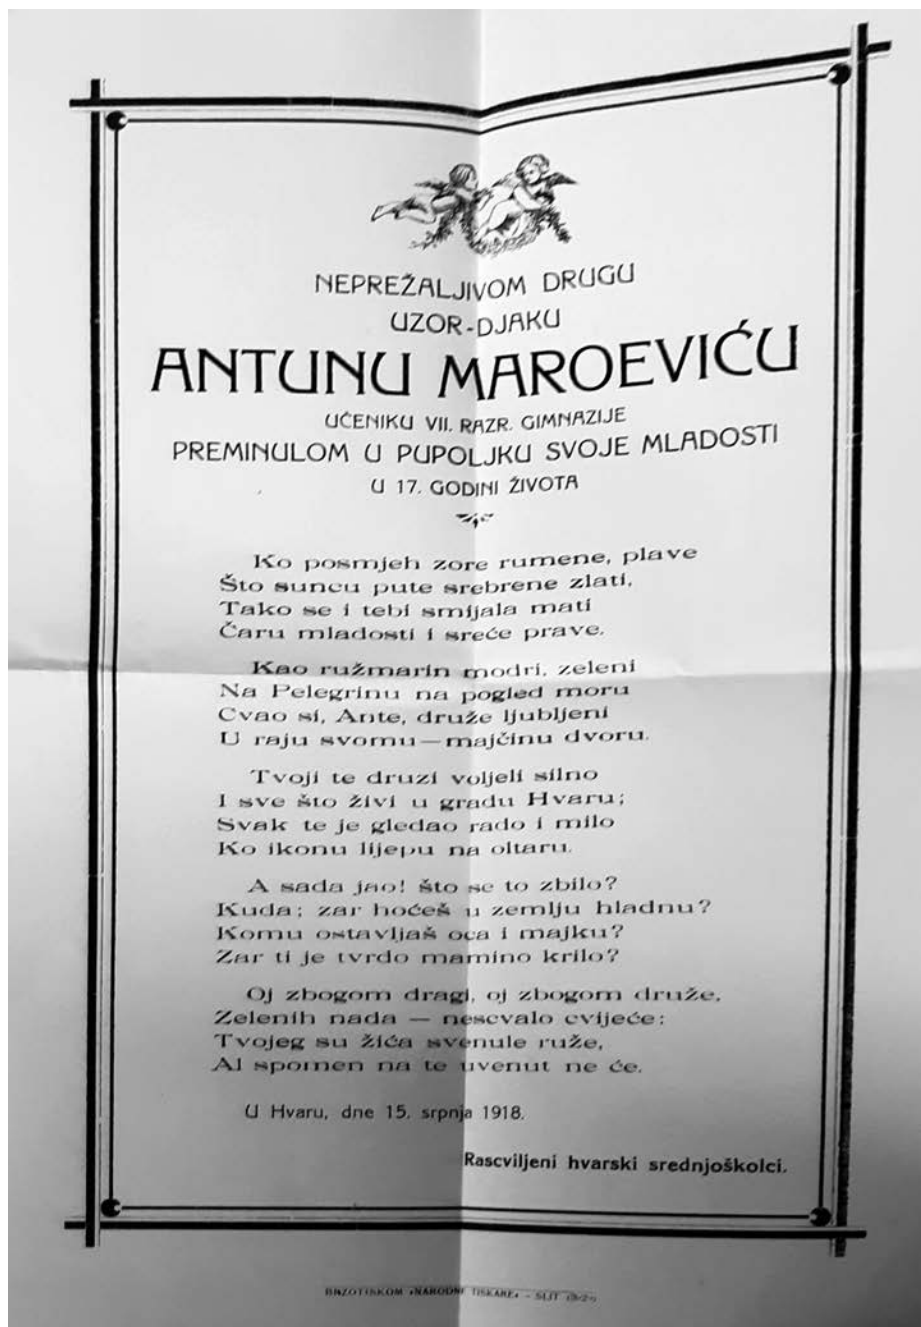 NEPREŽALJIVOM DRUGU
UZOR-DJAKU
ANTUNU MAROEVIĆU
UČENIKU VII. RAZR. GIMNAZIJE
PREMINULOM U PUPOLJKU SVOJE MLADOSTI
U 17. GODINI ŽIVOTA
Ko posmjeh zore rumene, plave
Što suncu pute srebrene zlati,
Tako se i tebi smijala mati
Čaru mladosti i sreće prave.
Kao ružmarin modri, zeleni
Na Pelegrinu na pogled moru
Cvao si, Ante, druže ljubljeni
U raju svomu — majčinu dvoru.
Tvoji te druzi voljeli silno
I sve što živi u gradu Hvaru;
Svak te je gledao rado i milo
Ko ikonu lijepu na oltaru.
A sada jao! što se to zbilo?
Kuda; zar hoćeš u zemlju hladnu?
Komu ostavljaš oca i majku?
Zar ti je tvrdo mamino krilo?
Oj zbogom dragi, oj zbogom druže,
Zelenih nada — nescvalo cvijeće;
Tvojeg su žića svenule ruže,
Al spomen na te uvenut ne će.
U Hvaru, dne 15. srpnja 1918.
Rascviljeni hvarski srednjoškolci.
BRZOTISKOM «NARODNE TISKARE» - SLJT